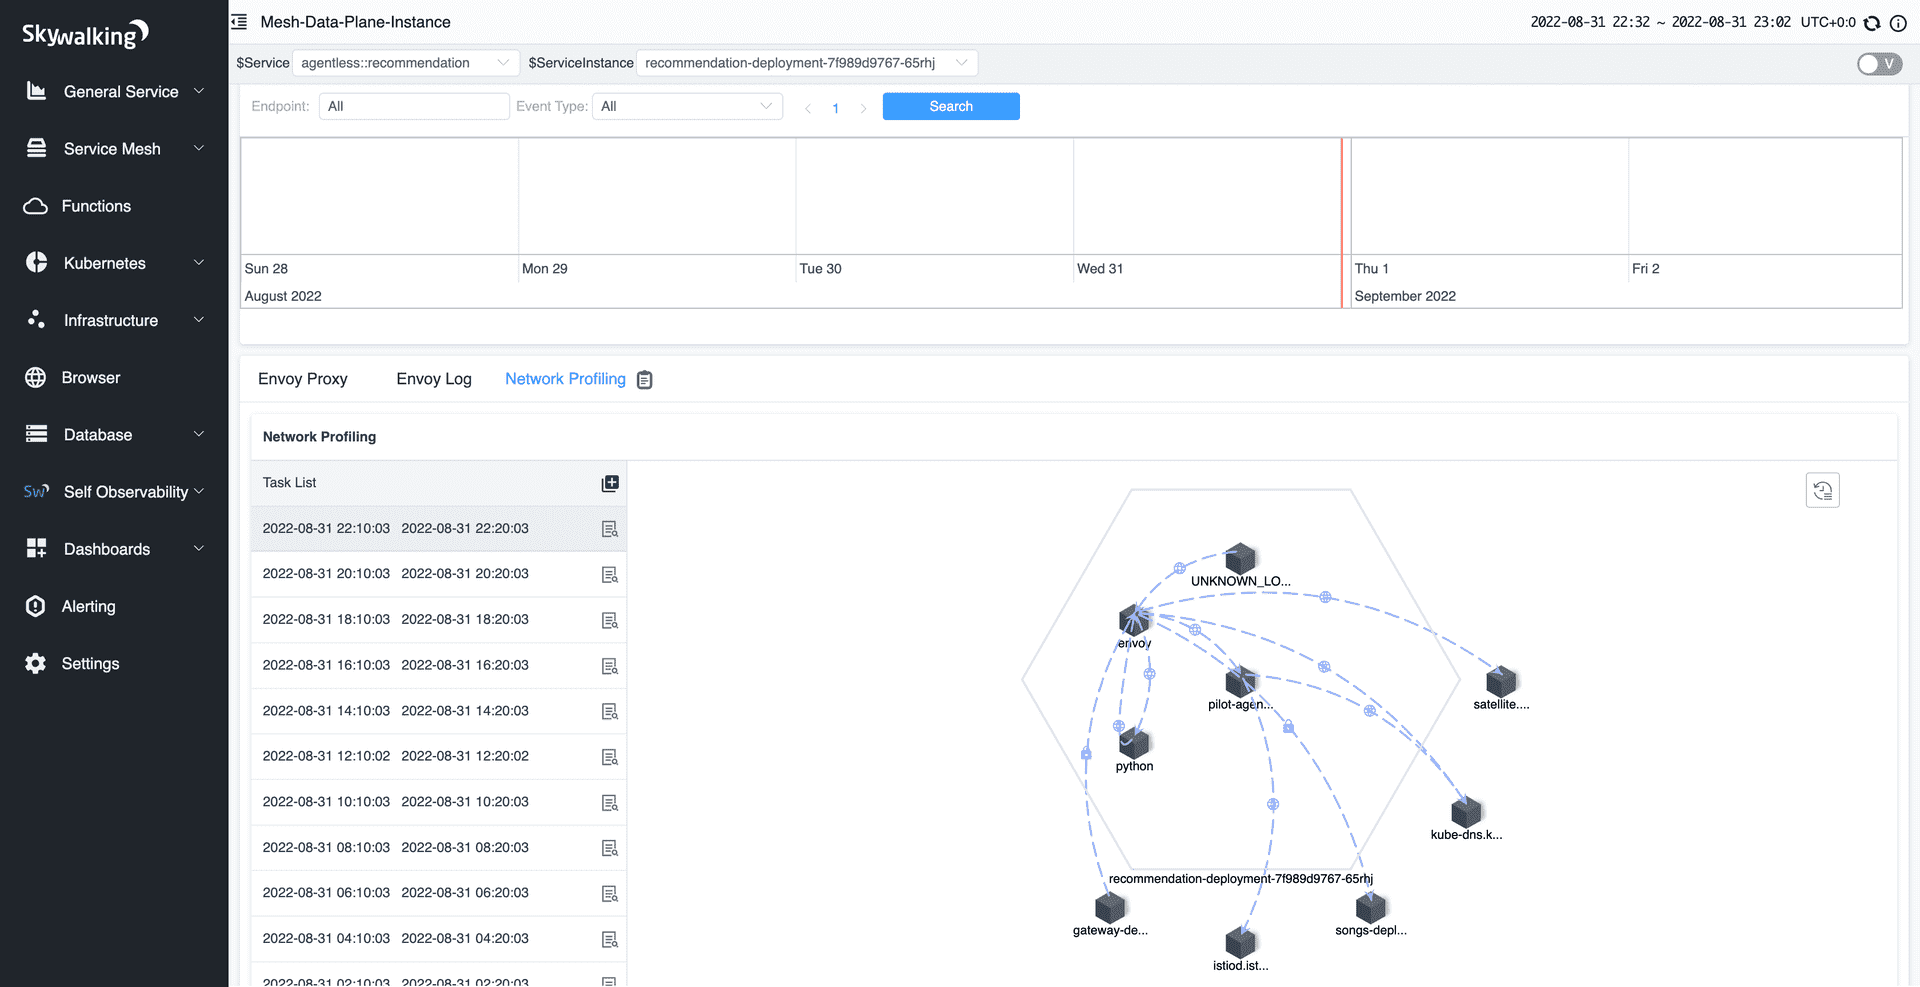 Skywalking
Mesh-Data-Plane-Instance
2022-08-31 22:32 ~ 2022-08-31 23:02 UTC+0:0
$Service agentless::recommendation $ServiceInstance recommendation-deployment-7f989d9767-65rhj V
General Service
Service Mesh
Functions
Kubernetes
Infrastructure
Browser
Database
Sw Self Observability
Dashboards
Alerting
Settings
Endpoint: All Event Type: All 1 Search
Sun 28 Mon 29 Tue 30 Wed 31 Thu 1 Fri 2
August 2022 September 2022
Envoy Proxy Envoy Log Network Profiling
Network Profiling
Task List
2022-08-31 22:10:03 2022-08-31 22:20:03
2022-08-31 20:10:03 2022-08-31 20:20:03
2022-08-31 18:10:03 2022-08-31 18:20:03
2022-08-31 16:10:03 2022-08-31 16:20:03
2022-08-31 14:10:03 2022-08-31 14:20:03
2022-08-31 12:10:02 2022-08-31 12:20:02
2022-08-31 10:10:03 2022-08-31 10:20:03
2022-08-31 08:10:03 2022-08-31 08:20:03
2022-08-31 06:10:03 2022-08-31 06:20:03
2022-08-31 04:10:03 2022-08-31 04:20:03
2022-08-31 02:10:03 2022-08-31 02:20:03
UNKNOWN_LO...
envoy
pilot-agen...
satellite....
python
kube-dns.k...
recommendation-deployment-7f989d9767-65rhj
gateway-de...
songs-depl...
istiod.ist...